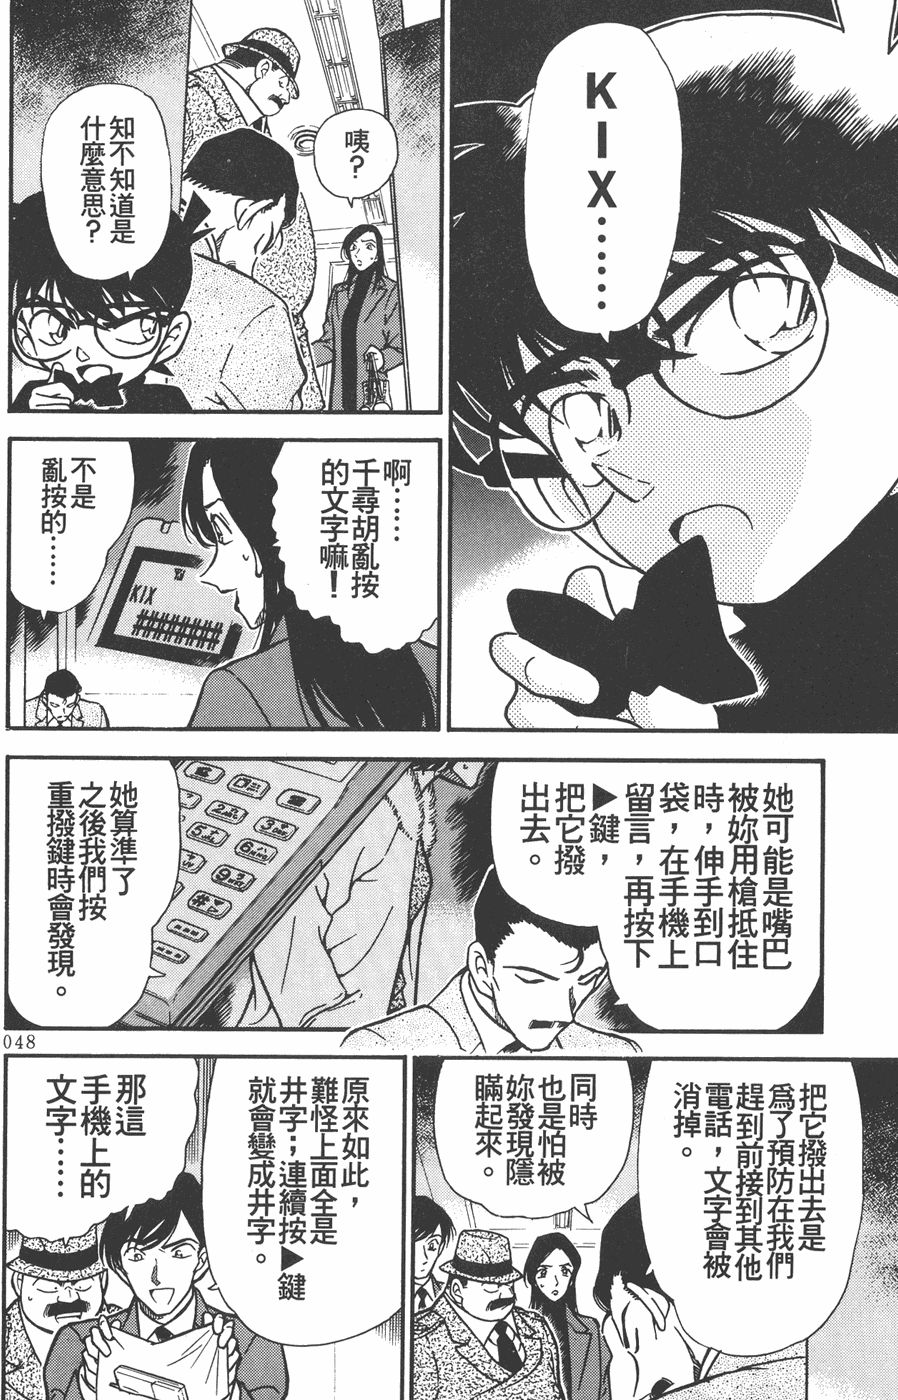 KIX⋯⋯
咦？
知不知道是
什麼意思？
啊⋯⋯
千尋胡亂按
的文字嘛！
KIX
#######
不是
亂按的⋯⋯
她可能是嘴巴
被妳用槍抵住
時，伸手到口
袋，在手機上
留言，再按下
▶鍵，
把它撥
出去。
她算準了
之後我們按
重撥鍵時會發現。
048
把它撥出去是
為了預防在我們
趕到前接到其他
電話，文字會被
消掉。
同時
也是怕被
妳發現隱
瞞起來。
原來如此，
難怪上面全是
井字；連續按▶鍵
就會變成井字。
那這
手機上的
文字⋯⋯